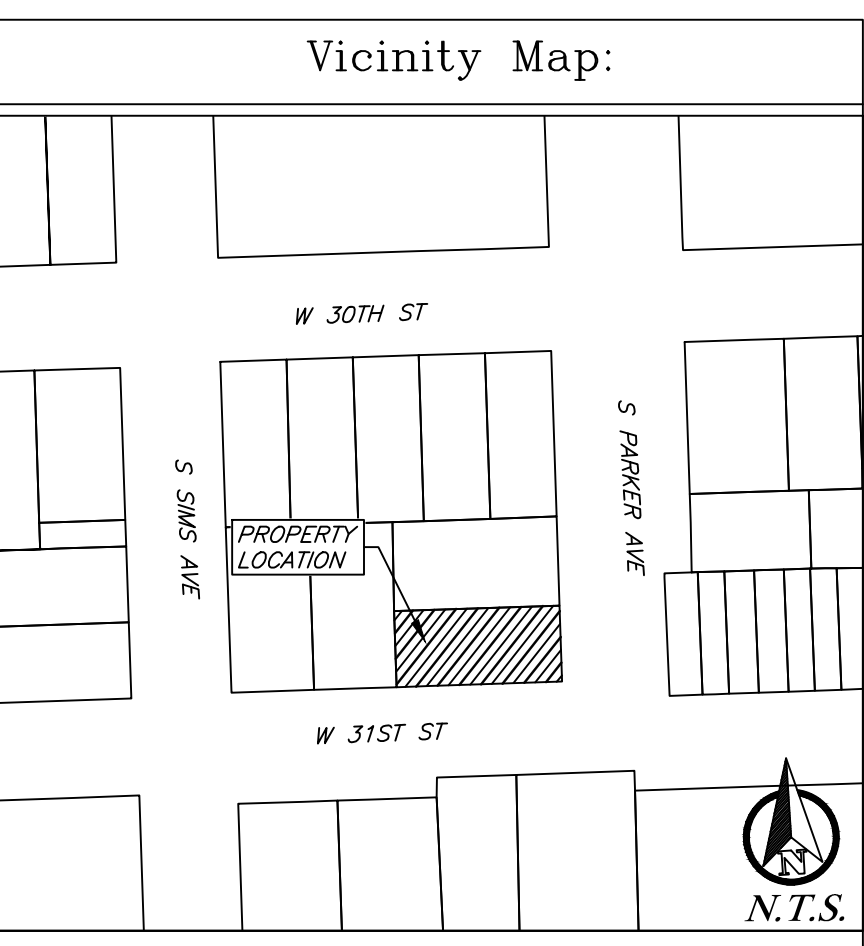 Vicinity Map:
W 30TH ST
S PARKER AVE
S SIMS AVE
PROPERTY
LOCATION
W 31ST ST
N
N.T.S.